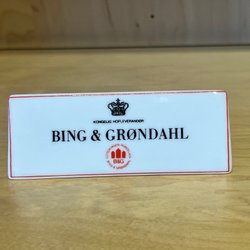 KONGELIG HOFLEVERANDØR
BING & GRØNDAHL
B&G